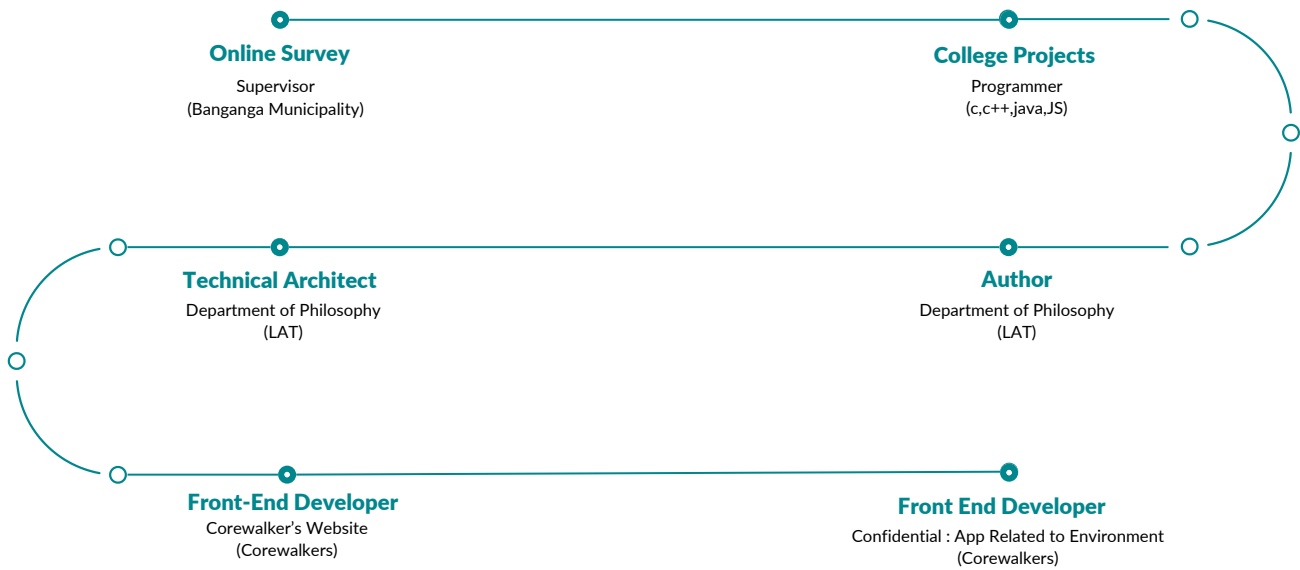 Online Survey
Supervisor
(Banganga Municipality)
College Projects
Programmer
(c,c++,java,JS)
Technical Architect
Department of Philosophy
(LAT)
Author
Department of Philosophy
(LAT)
Front-End Developer
Corewalker’s Website
(Corewalkers)
Front End Developer
Confidential : App Related to Environment
(Corewalkers)